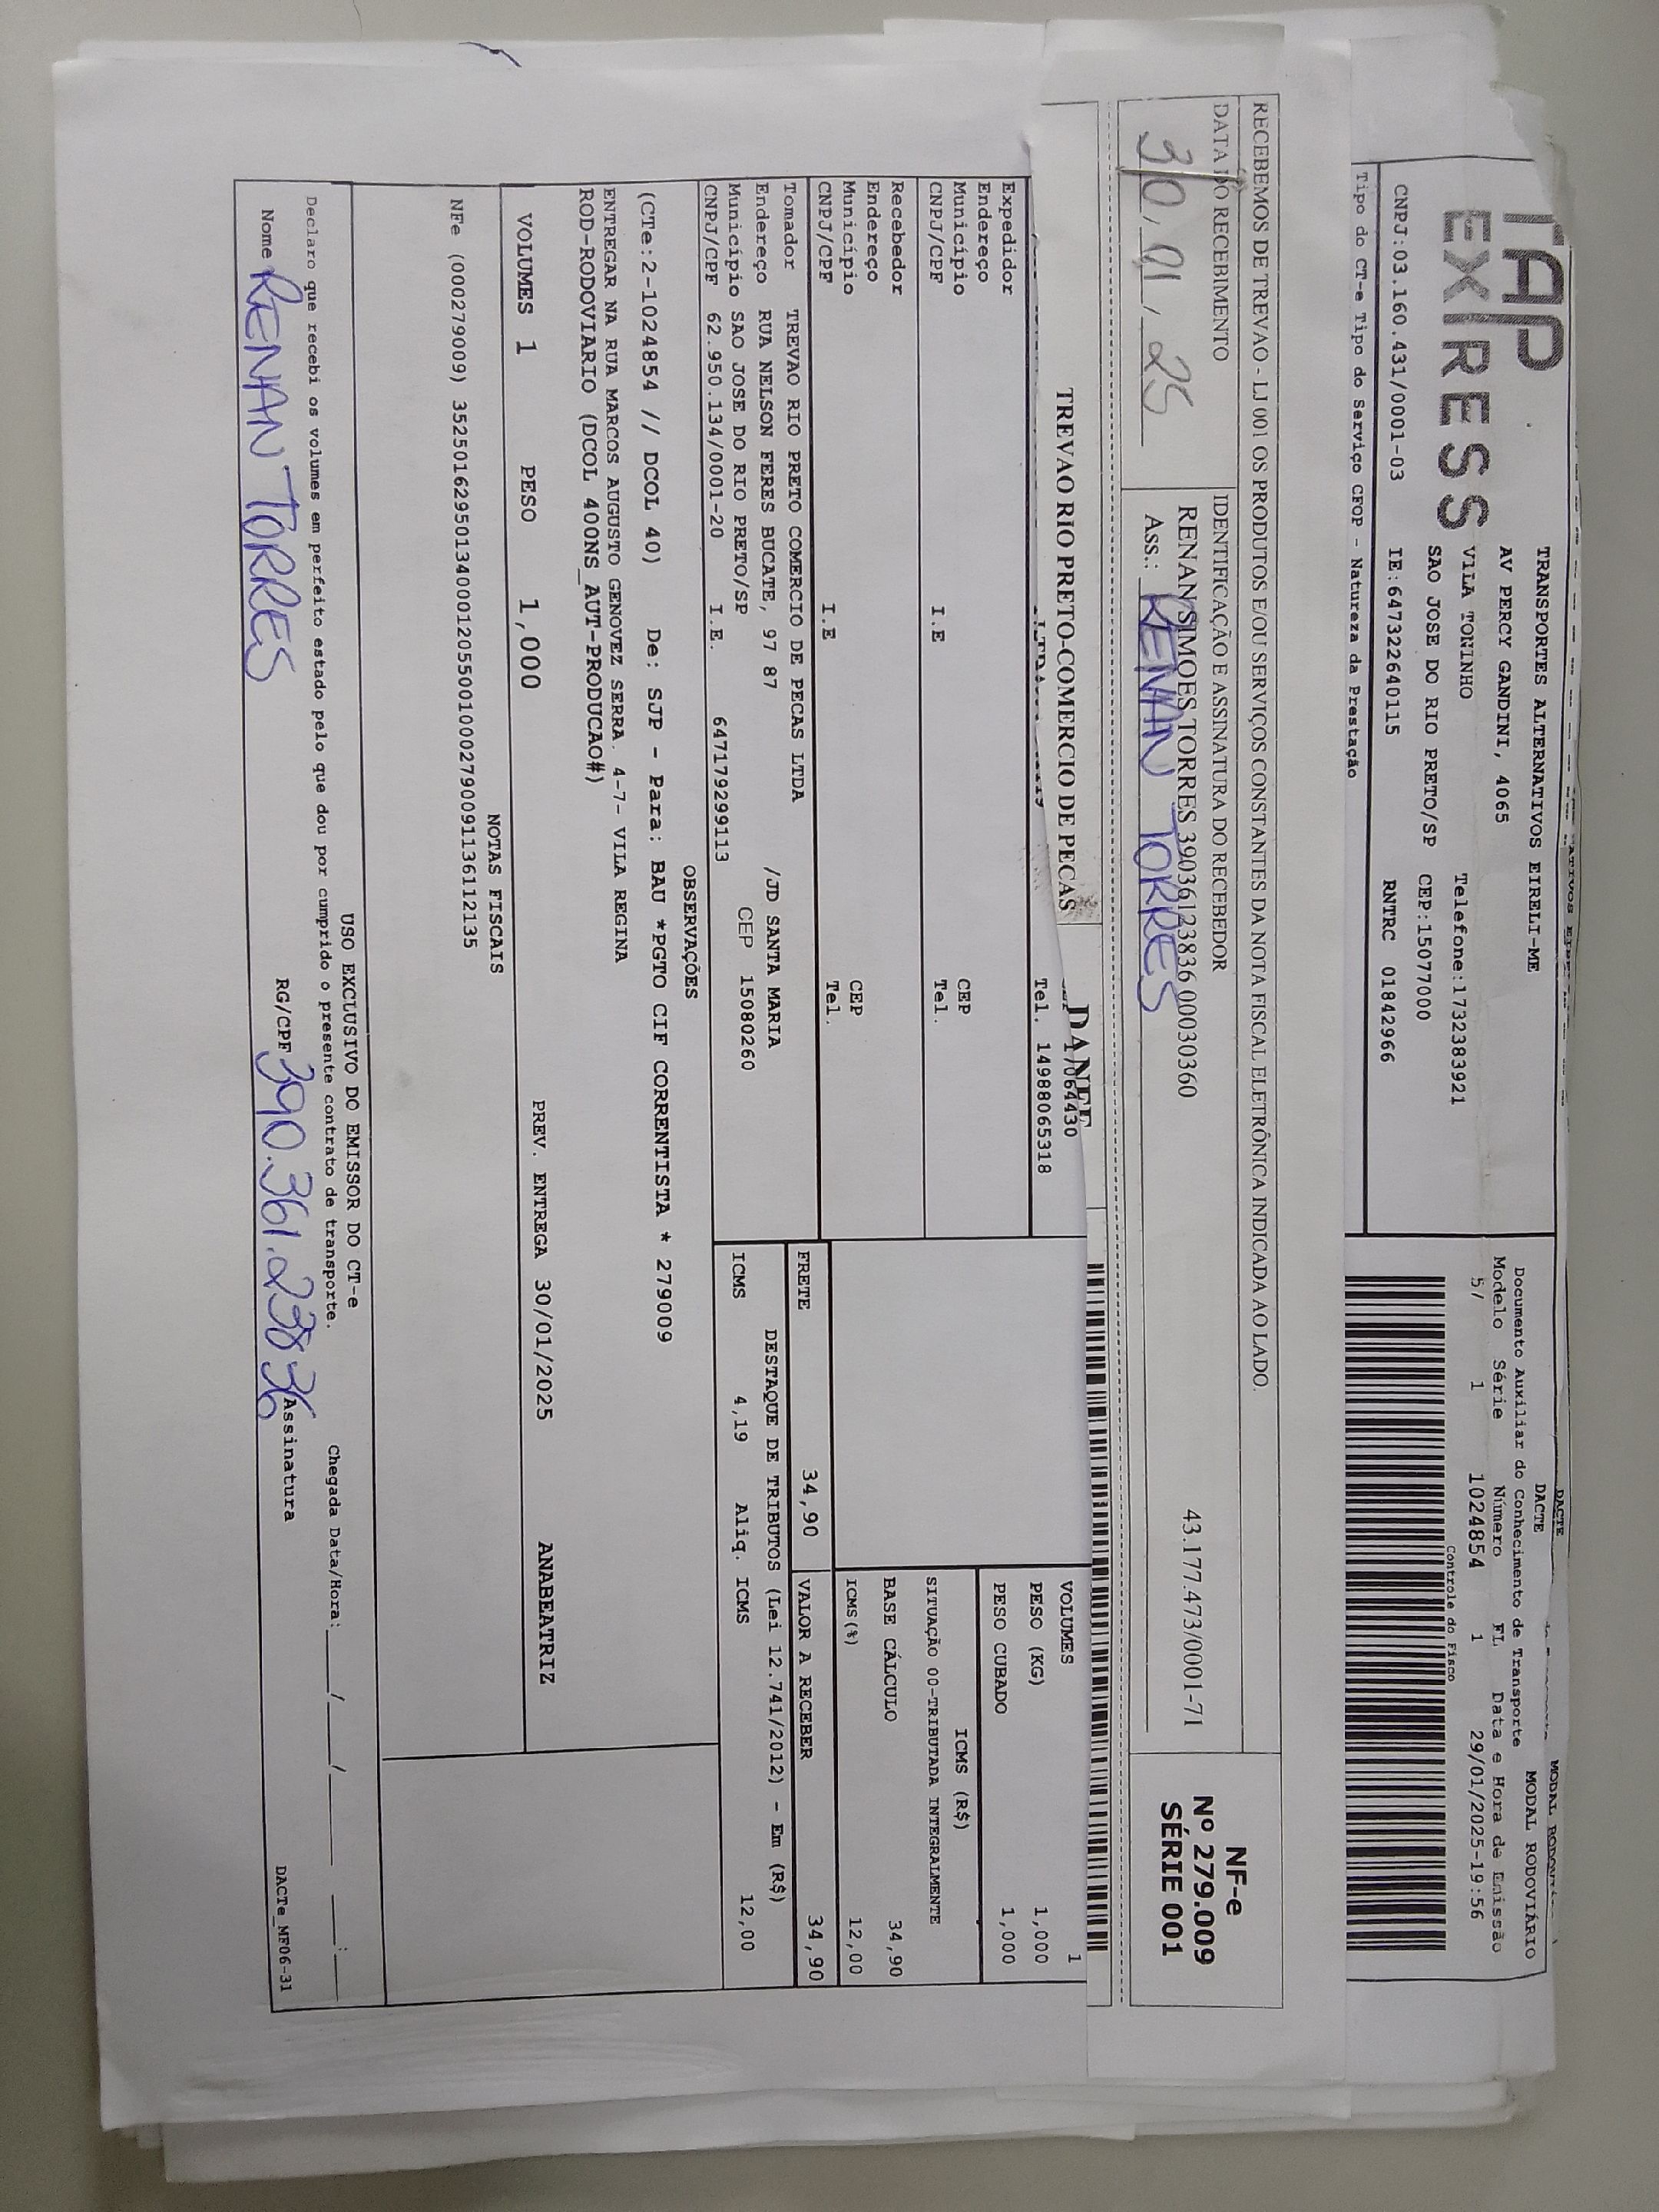 TAP
EXPRESS
TRANSPORTES ALTERNATIVOS EIRELI-ME
AV PERCY GANDINI, 4065
VILA TONINHO Telefone:1732383921
SAO JOSE DO RIO PRETO/SP CEP:15077000
CNPJ:03.160.431/0001-03 IE:647322640115 RNTRC 01842966
Tipo do CT-e Tipo do Serviço CFOP - Natureza da Prestação
DACTE MODAL RODOVIÁRIO
Documento Auxiliar do Conhecimento de Transporte
Modelo Série Número FL Data e Hora de Emissão
57 1 1024854 1 29/01/2025-19:56
Controle do Fisco
RECEBEMOS DE TREVAO - LJ 001 OS PRODUTOS E/OU SERVIÇOS CONSTANTES DA NOTA FISCAL ELETRÔNICA INDICADA AO LADO.
DATA DO RECEBIMENTO IDENTIFICAÇÃO E ASSINATURA DO RECEBEDOR
30/01/25
RENAN SIMOES TORRES 39036123836 00030360 43.177.473/0001-71
Ass.: RENAN TORRES
NF-e
Nº 279.009
SÉRIE 001
TREVAO RIO PRETO-COMERCIO DE PECAS DANFE
17064430
Tel. 14988065318
Expedidor
Endereço
Município CEP
CNPJ/CPF I.E Tel.
Recebedor
Endereço
Município CEP
CNPJ/CPF I.E Tel.
VOLUMES 1
PESO (KG) 1,000
PESO CUBADO 1,000
ICMS (R$)
SITUAÇÃO 00-TRIBUTADA INTEGRALMENTE
BASE CÁLCULO 34,90
ICMS(%) 12,00
Tomador TREVAO RIO PRETO COMERCIO DE PECAS LTDA
Endereço RUA NELSON FERES BUCATE, 97 87 /JD SANTA MARIA
Município SAO JOSE DO RIO PRETO/SP CEP 15080260
CNPJ/CPF 62.950.134/0001-20 I.E. 647179299113
FRETE 34,90 VALOR A RECEBER 34,90
DESTAQUE DE TRIBUTOS (Lei 12.741/2012) - Em (R$)
ICMS 4,19 Aliq. ICMS 12,00
OBSERVAÇÕES
(CTe:2-1024854 // DCOL 40) De: SJP - Para: BAU *PGTO CIF CORRENTISTA * 279009
ENTREGAR NA RUA MARCOS AUGUSTO GENOVEZ SERRA. 4-7- VILA REGINA
ROD-RODOVIARIO (DCOL 400NS_AUT-PRODUCAO#)
VOLUMES 1 PESO 1,000 PREV. ENTREGA 30/01/2025 ANABEATRIZ
NOTAS FISCAIS
NFe (000279009) 35250162950134000120550010002790091136112135
USO EXCLUSIVO DO EMISSOR DO CT-e
Declaro que recebi os volumes em perfeito estado pelo que dou por cumprido o presente contrato de transporte. Chegada Data/Hora:____/____/____ ___:___
Nome RENAN TORRES RG/CPF 390.361.238 36 Assinatura DACTe_MF06-31